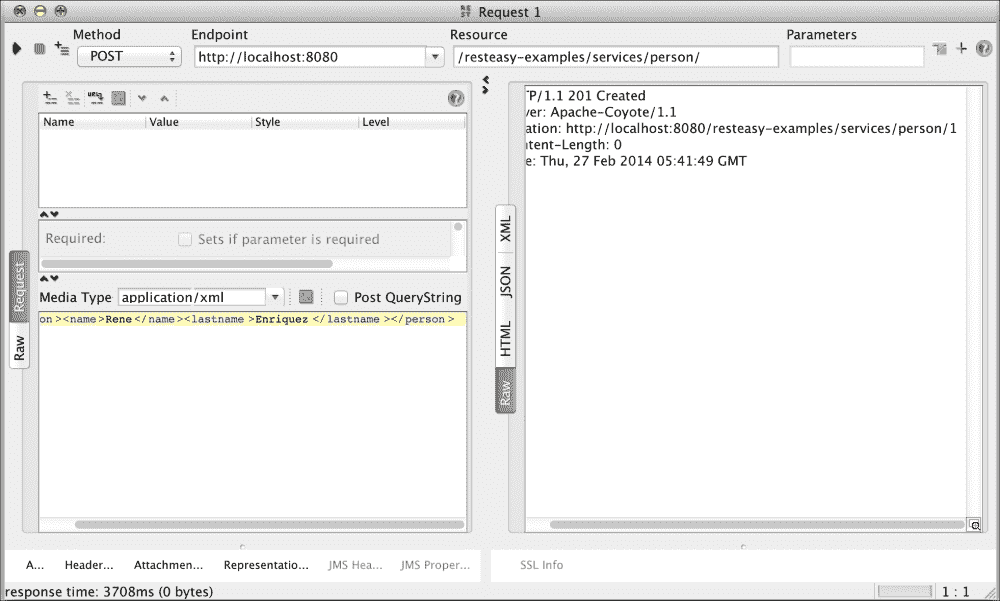 Request 1
Method
Endpoint
Resource
Parameters
POST
http://localhost:8080
/resteasy-examples/services/person/
Name
Value
Style
Level
Required:
Sets if parameter is required
Media Type
application/xml
Post QueryString
on><name>Rene</name><lastname>Enriquez</lastname></person>
Request
Raw
TP/1.1 201 Created
ver: Apache-Coyote/1.1
ation: http://localhost:8080/resteasy-examples/services/person/1
ntent-Length: 0
e: Thu, 27 Feb 2014 05:41:49 GMT
XML
JSON
HTML
Raw
A...
Header...
Attachmen...
Representatio...
JMS Hea...
JMS Proper...
SSL Info
response time: 3708ms (0 bytes)
1 : 1